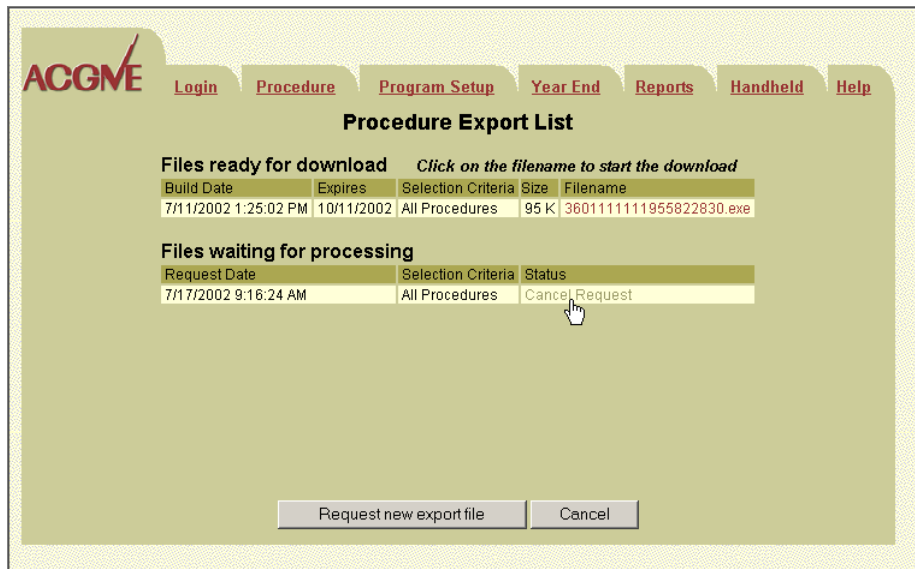 ACGME
Login Procedure Program Setup Year End Reports Handheld Help
Procedure Export List
Files ready for download Click on the filename to start the download
Build Date Expires Selection Criteria Size Filename
7/11/2002 1:25:02 PM 10/11/2002 All Procedures 95 K 3601111111955822830.exe
Files waiting for processing
Request Date Selection Criteria Status
7/17/2002 9:16:24 AM All Procedures Cancel Request
Request new export file Cancel